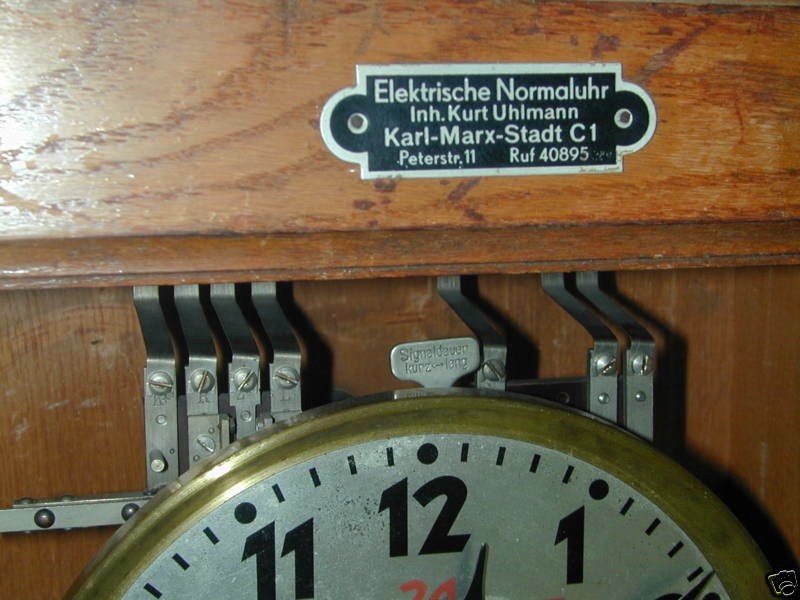 Elektrische Normaluhr
Inh. Kurt Uhlmann
Karl-Marx-Stadt C1
Peterstr. 11 Ruf 40895
Signaldauer
kurz↔lang
12
11
1
24